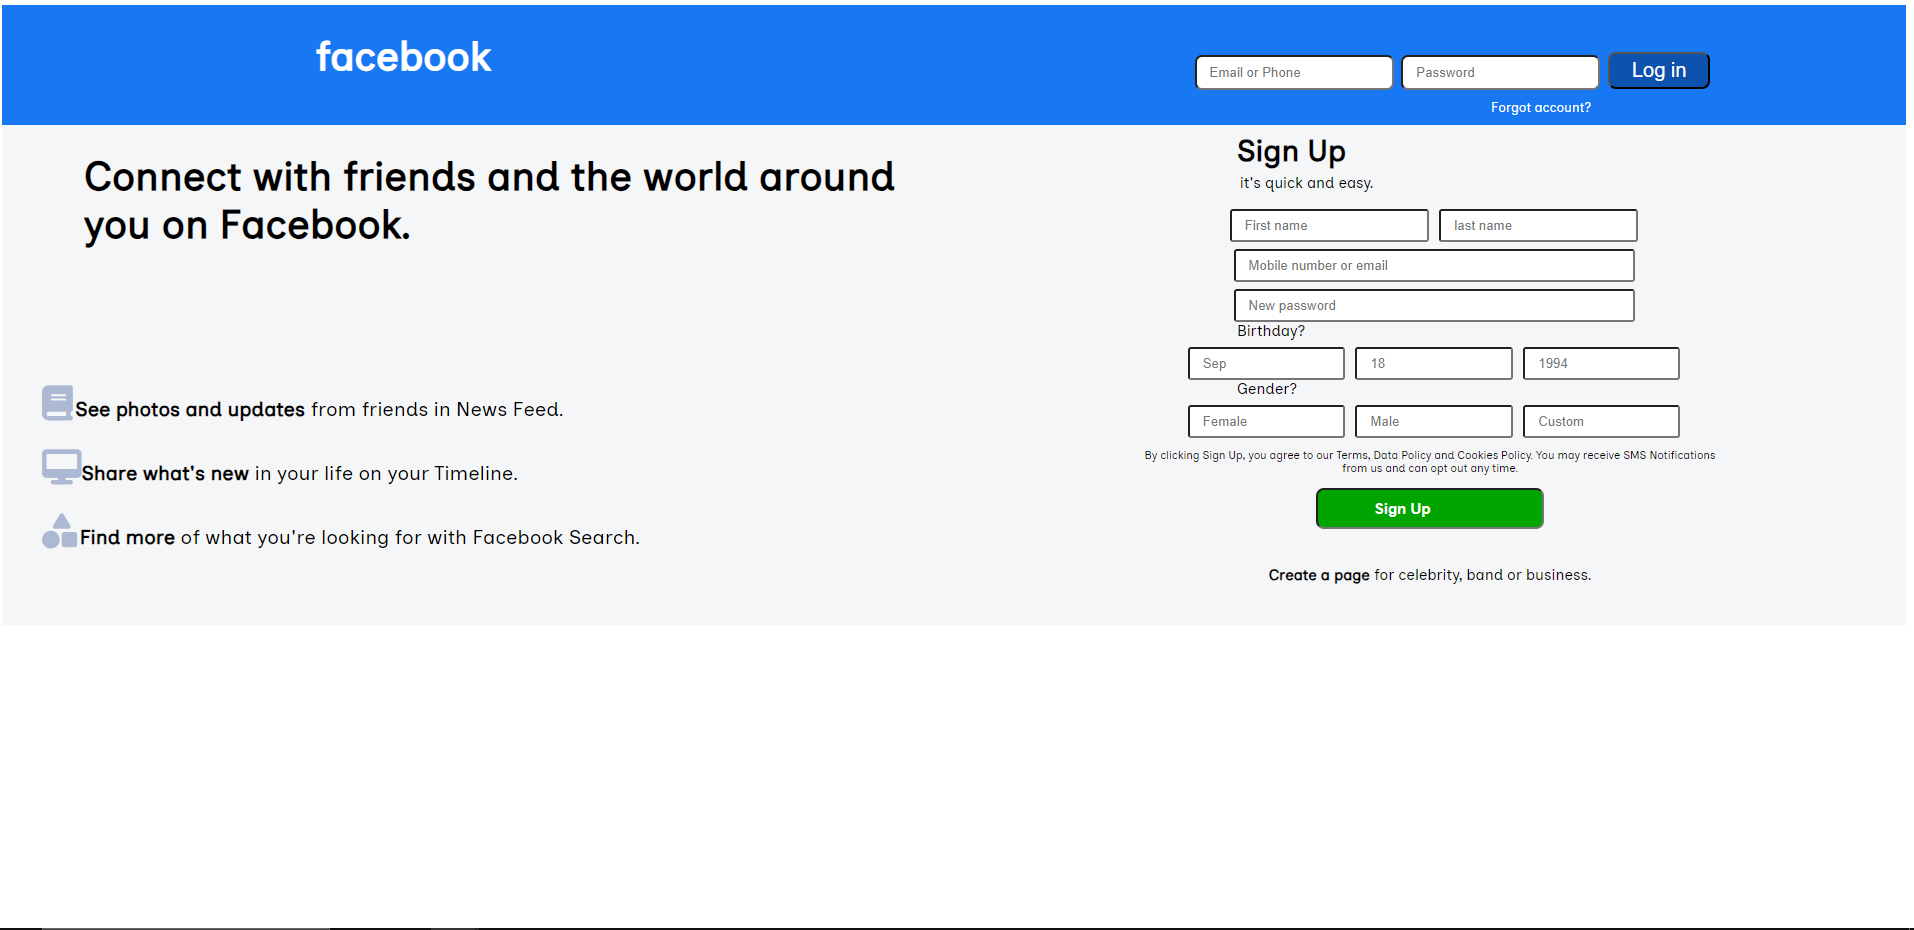 facebook
Email or Phone
Password
Log in
Forgot account?
Connect with friends and the world around
you on Facebook.
See photos and updates from friends in News Feed.
Share what's new in your life on your Timeline.
Find more of what you're looking for with Facebook Search.
Sign Up
it's quick and easy.
First name
last name
Mobile number or email
New password
Birthday?
Sep
18
1994
Gender?
Female
Male
Custom
By clicking Sign Up, you agree to our Terms, Data Policy and Cookies Policy. You may receive SMS Notifications
from us and can opt out any time.
Sign Up
Create a page for celebrity, band or business.